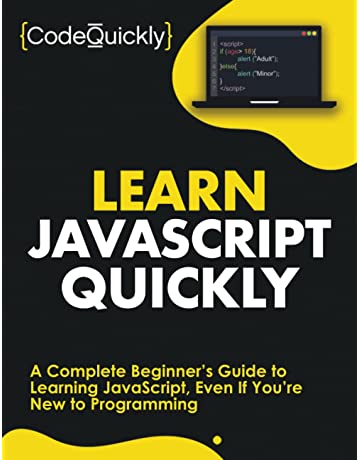 {CodeQuickly}
<script>
if (age> 18){
alert ("Adult");
}else{
alert ("Minor");
}
</script>
LEARN
JAVASCRIPT
QUICKLY
A Complete Beginner's Guide to
Learning JavaScript, Even If You're
New to Programming